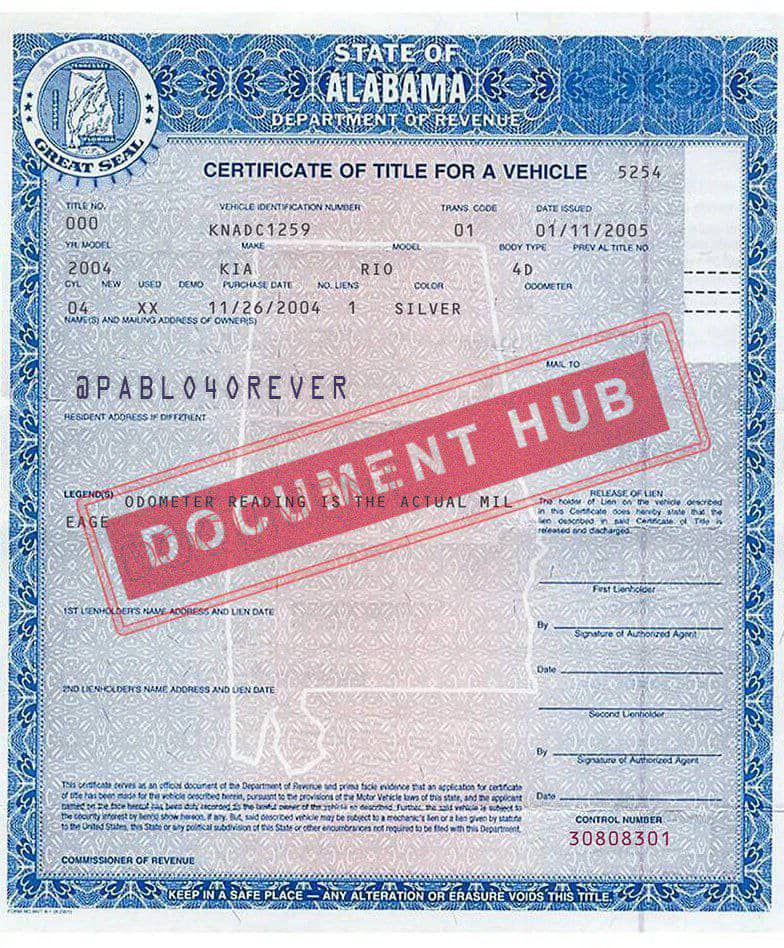 STATE OF
ALABAMA
DEPARTMENT OF REVENUE
ALABAMA
GREAT SEAL
CERTIFICATE OF TITLE FOR A VEHICLE 5254
TITLE NO. VEHICLE IDENTIFICATION NUMBER TRANS. CODE DATE ISSUED
000 KNADC1259 01 01/11/2005
YR. MODEL MAKE MODEL BODY TYPE PREV AL TITLE NO.
2004 KIA RIO 4D
CYL NEW USED DEMO PURCHASE DATE NO. LIENS COLOR ODOMETER
04 XX 11/26/2004 1 SILVER
NAME(S) AND MAILING ADDRESS OF OWNER(S)
MAIL TO
@PABLO4OREVER
RESIDENT ADDRESS IF DIFFERENT
DOCUMENT HUB
LEGEND(S) ODOMETER READING IS THE ACTUAL MIL
EAGE
RELEASE OF LIEN
The holder of Lien on the vehicle described
in this Certificate does hereby state that the
lien described in said Certificate of Title is
released and discharged.
First Lienholder
1ST LIENHOLDER'S NAME ADDRESS AND LIEN DATE
By
Signature of Authorized Agent
Date
2ND LIENHOLDER'S NAME ADDRESS AND LIEN DATE
Second Lienholder
By
Signature of Authorized Agent
Date
This certificate serves as an official document of the Department of Revenue and prima facie evidence that an application for certificate
of title has been made for the vehicle described herein, pursuant to the provisions of the Motor Vehicle laws of this state, and the applicant
named on the face hereof has been duly recorded as the lawful owner of the vehicle so described. Further, the said vehicle is subject to
the security interest by lien(s) show hereon, if any. But, said described vehicle may be subject to a mechanic's lien or a lien given by statute
to the United States, this State or any political subdivision of this State or other encumbrances not required to be filed with this Department.
CONTROL NUMBER
30808301
COMMISSIONER OF REVENUE
KEEP IN A SAFE PLACE — ANY ALTERATION OR ERASURE VOIDS THIS TITLE.